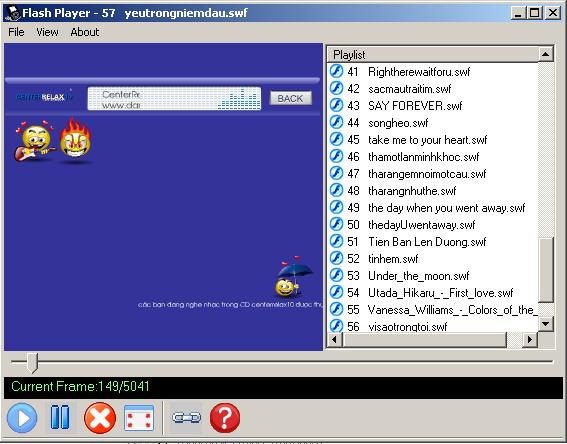 Flash Player - 57 yeutrongniemdau.swf
File View About
Playlist
CENTERRELAX10
CenterRe
www.da
BACK
41 Rightherewaitforu.swf
42 sacmautraitim.swf
43 SAY FOREVER.swf
44 songheo.swf
45 take me to your heart.swf
46 thamotlanminhkhoc.swf
47 tharangemnoimotcau.swf
48 tharangnhuthe.swf
49 the day when you went away.swf
50 thedayUwentaway.swf
51 Tien Ban Len Duong.swf
52 tinhem.swf
53 Under_the_moon.swf
54 Utada_Hikaru_-_First_love.swf
55 Vanessa_Williams_-_Colors_of_the_
56 visaotrongtoi.swf
các bạn đang nghe nhạc trong CD centerrelax10 được thự
Current Frame:149/5041